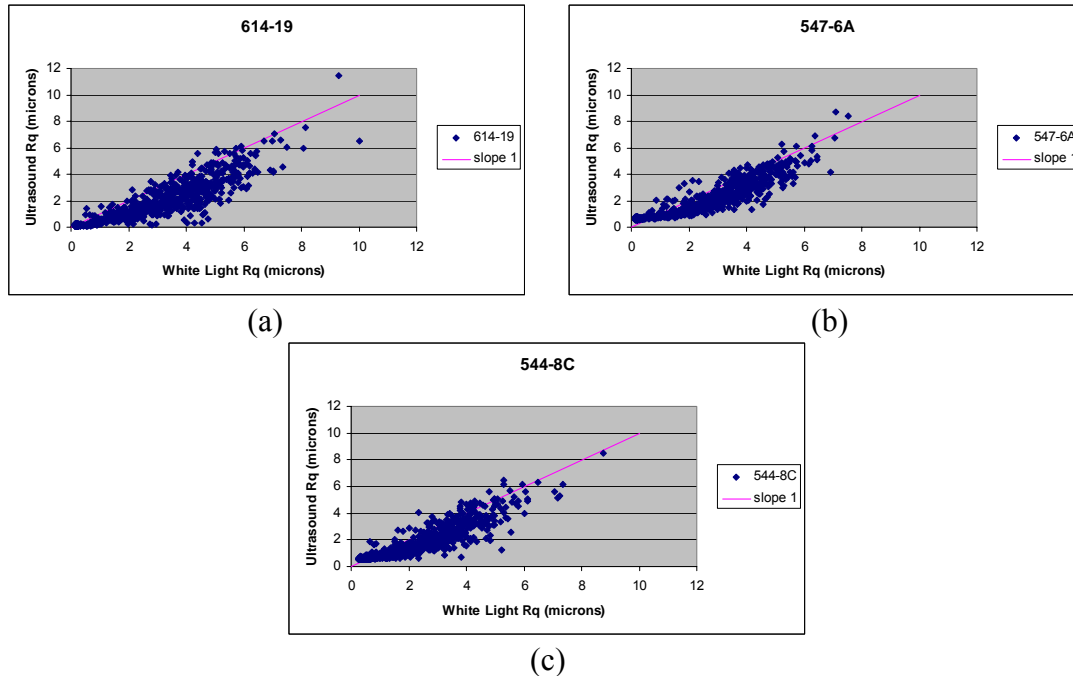 614-19
Ultrasound Rq (microns)
12
10
8
6
4
2
0
0 2 4 6 8 10 12
White Light Rq (microns)
614-19
slope 1
(a)
547-6A
Ultrasound Rq (microns)
12
10
8
6
4
2
0
0 2 4 6 8 10 12
White Light Rq (microns)
547-6A
slope 1
(b)
544-8C
Ultrasound Rq (microns)
12
10
8
6
4
2
0
0 2 4 6 8 10 12
White Light Rq (microns)
544-8C
slope 1
(c)